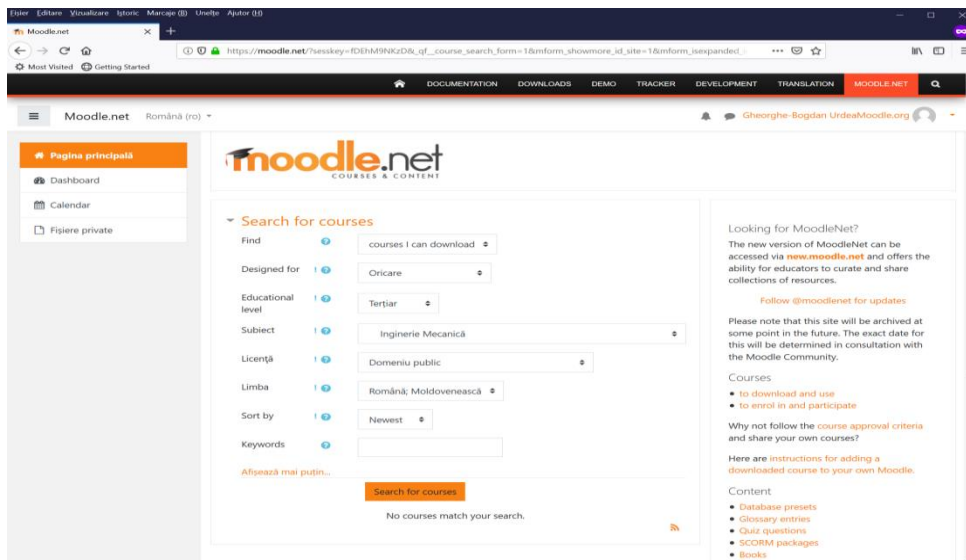 Fișier Editare Vizualizare Istoric Marcaje (B) Unelte Ajutor (H)
Moodle.net
https://moodle.net/?sesskey=fDEhM9NKzD&_qf__course_search_form=1&mform_showmore_id_site=1&mform_isexpanded_
Most Visited Getting Started
DOCUMENTATION DOWNLOADS DEMO TRACKER DEVELOPMENT TRANSLATION MOODLE.NET
Moodle.net Română (ro) Gheorghe-Bogdan UrdeaMoodle.org
Pagina principală
Dashboard
Calendar
Fișiere private
moodle.net
COURSES & CONTENT
Search for courses
Find courses I can download
Designed for Oricare
Educational level Terțiar
Subiect Inginerie Mecanică
Licență Domeniu public
Limba Română; Moldovenească
Sort by Newest
Keywords
Afișează mai puțin...
Search for courses
No courses match your search.
Looking for MoodleNet?
The new version of MoodleNet can be
accessed via new.moodle.net and offers the
ability for educators to curate and share
collections of resources.
Follow @moodlenet for updates
Please note that this site will be archived at
some point in the future. The exact date for
this will be determined in consultation with
the Moodle Community.
Courses
to download and use
to enrol in and participate
Why not follow the course approval criteria
and share your own courses?
Here are instructions for adding a
downloaded course to your own Moodle.
Content
Database presets
Glossary entries
Quiz questions
SCORM packages
Books